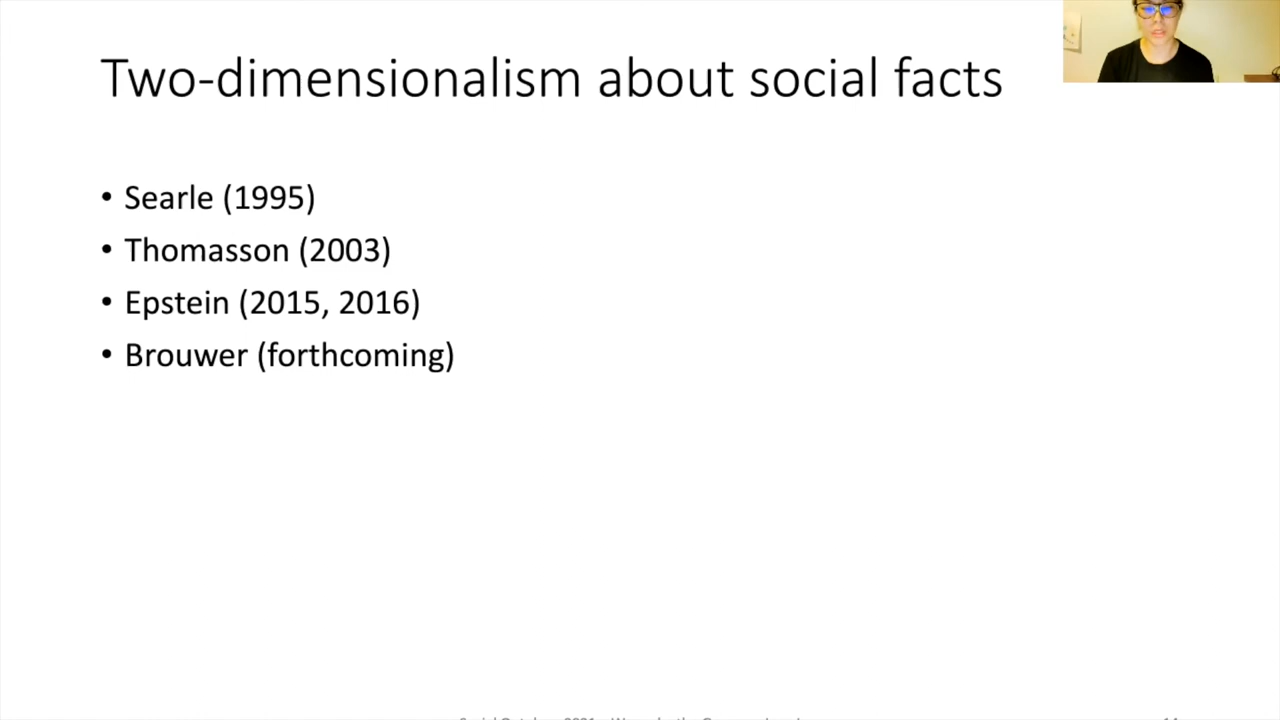 Two-dimensionalism about social facts
• Searle (1995)
• Thomasson (2003)
• Epstein (2015, 2016)
• Brouwer (forthcoming)